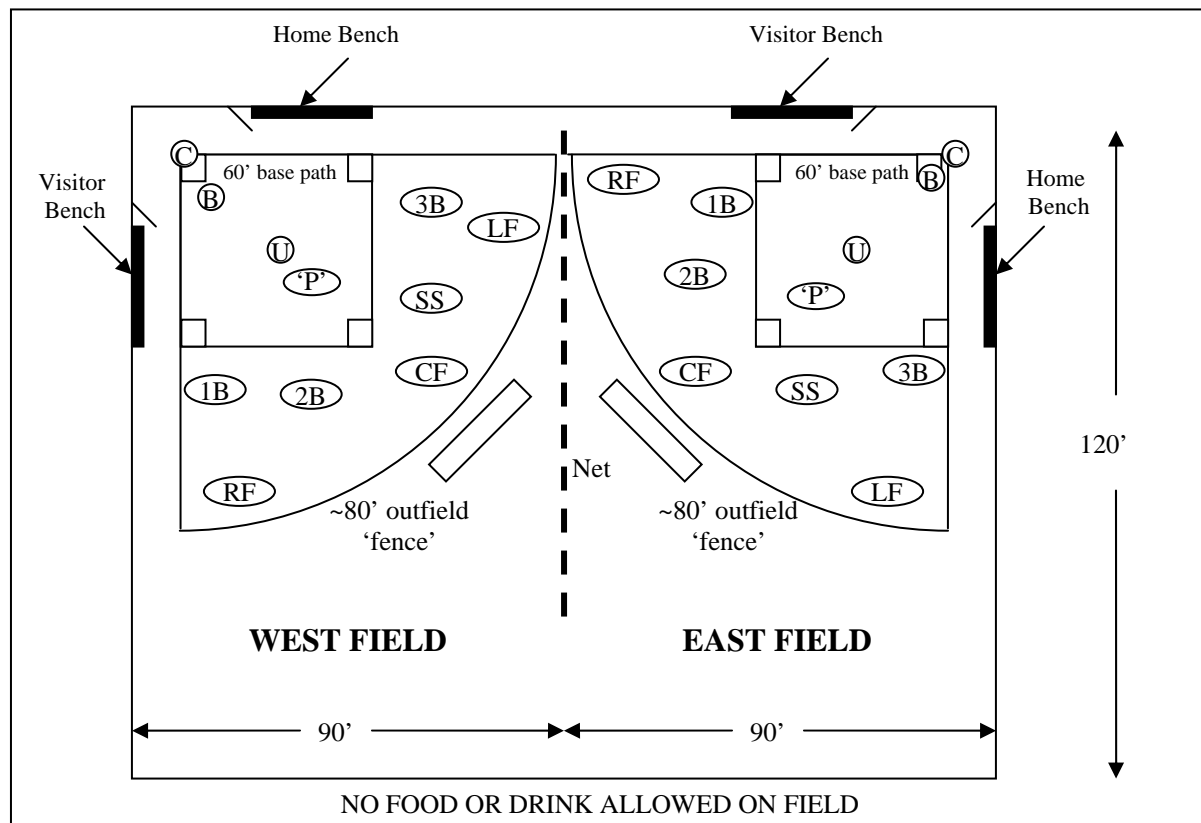 Home Bench
Visitor Bench
C
60’ base path
B
3B
LF
U
‘P’
SS
CF
1B
2B
RF
Visitor
Bench
RF
1B
60’ base path
C
B
2B
U
‘P’
CF
SS
3B
LF
Home
Bench
120’
Net
~80’ outfield
‘fence’
~80’ outfield
‘fence’
WEST FIELD
EAST FIELD
90’
90’
NO FOOD OR DRINK ALLOWED ON FIELD